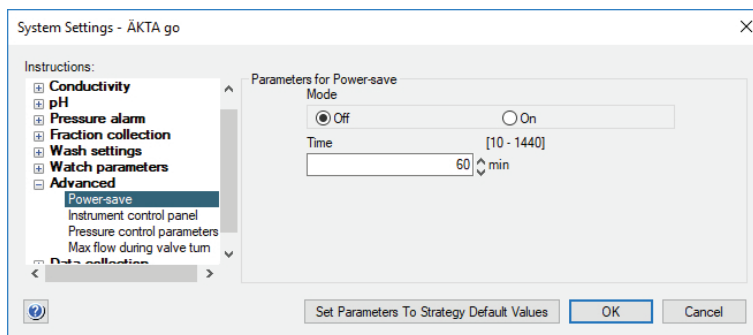 System Settings - ÄKTA go
Instructions:
Conductivity
pH
Pressure alarm
Fraction collection
Wash settings
Watch parameters
Advanced
Power-save
Instrument control panel
Pressure control parameters
Max flow during valve turn
Data collection
Parameters for Power-save
Mode
Off On
Time [10 - 1440]
60 min
Set Parameters To Strategy Default Values OK Cancel